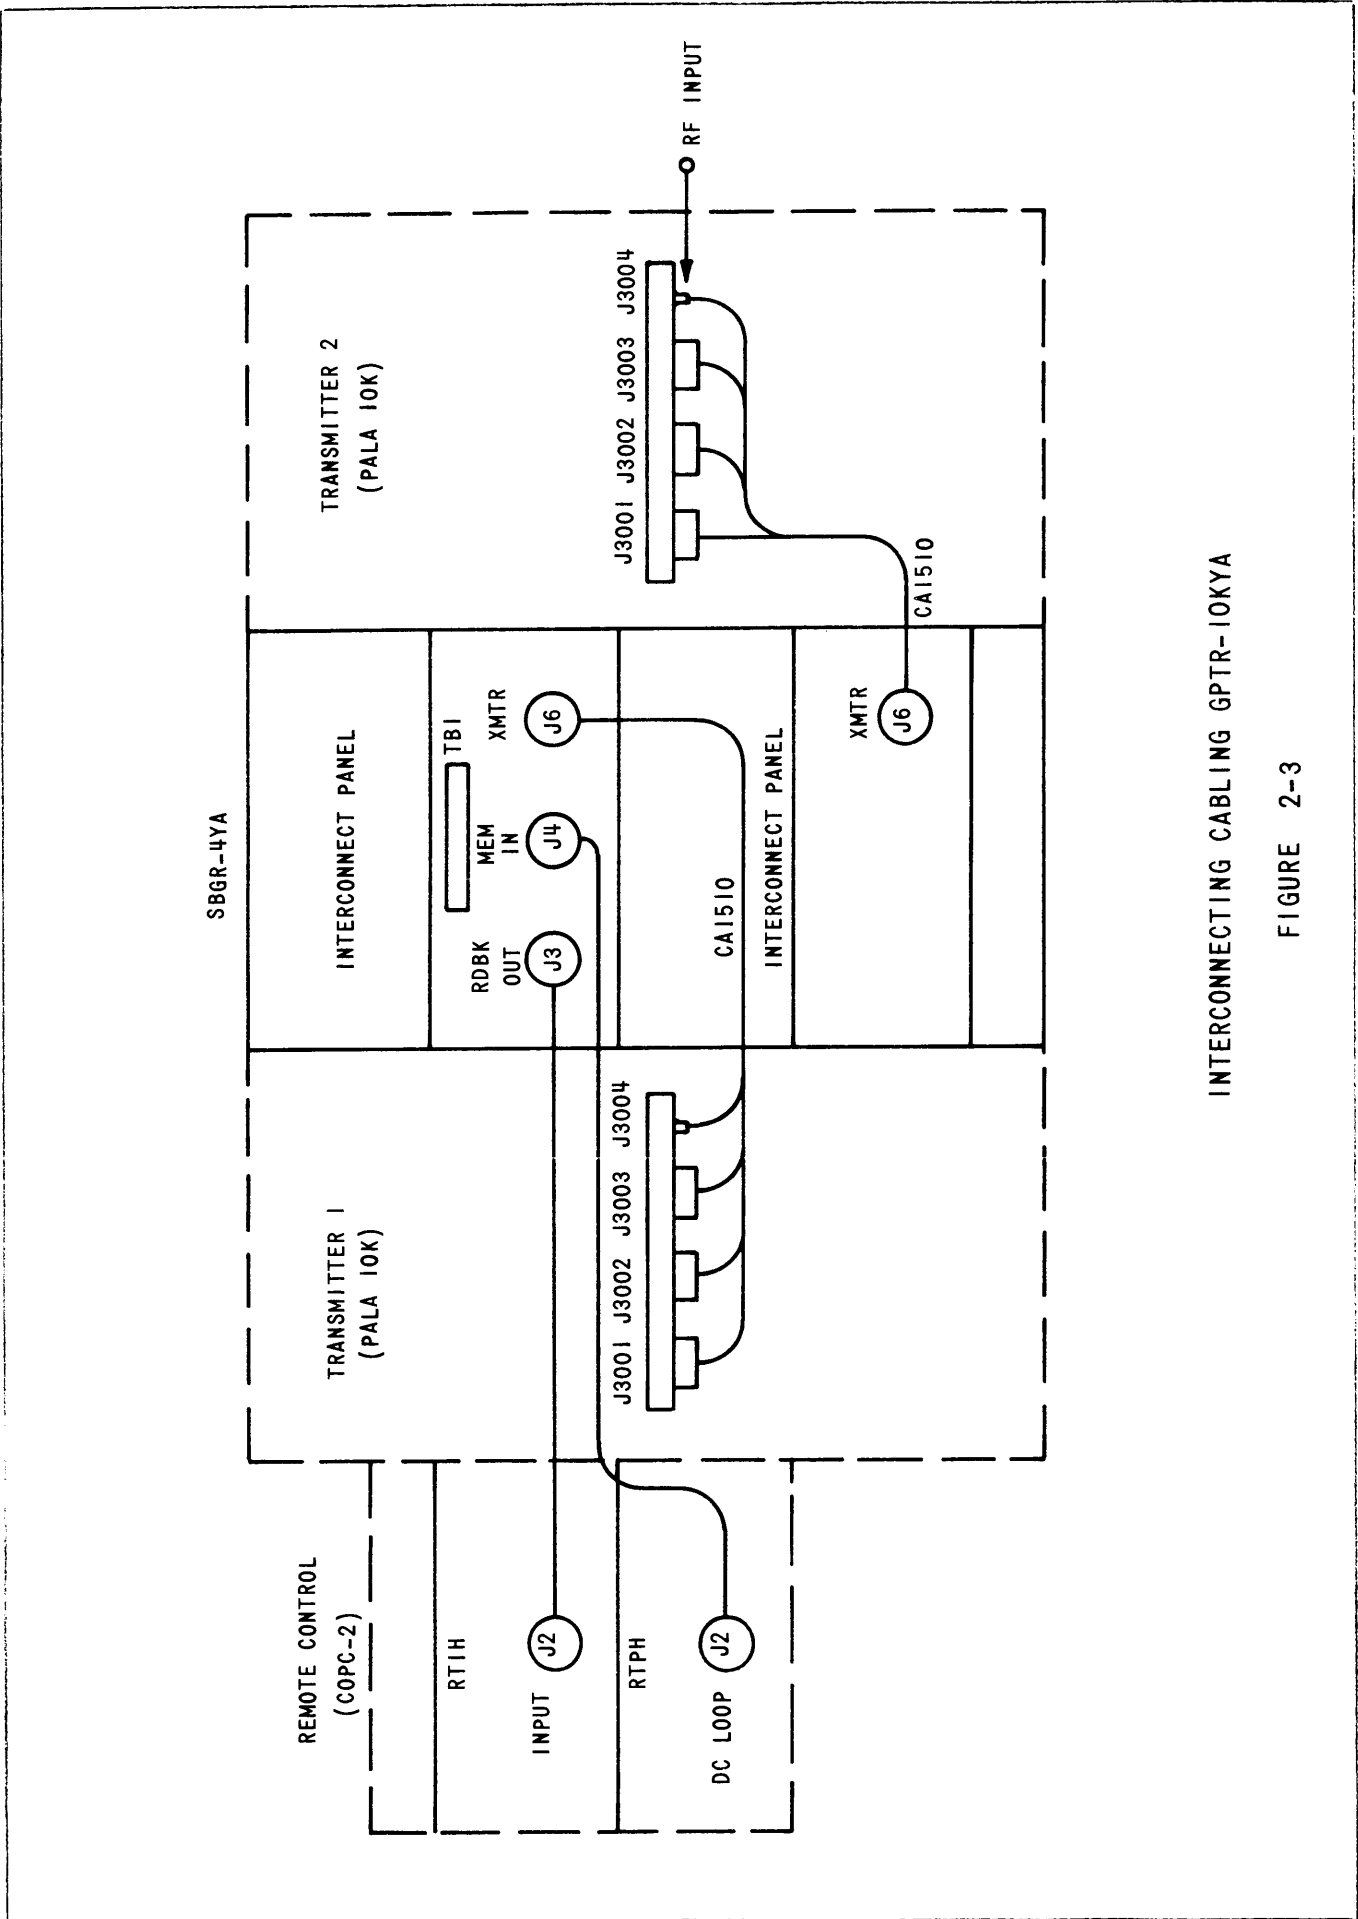 SBGR-4YA
REMOTE CONTROL
(COPC-2)
RTIH
INPUT
J2
RTPH
DC LOOP
J2
TRANSMITTER 1
(PALA 10K)
J3001 J3002 J3003 J3004
INTERCONNECT PANEL
TB1
RDBK
OUT
J3
MEM
IN
J4
XMTR
J6
CA1510
INTERCONNECT PANEL
XMTR
J6
CA1510
TRANSMITTER 2
(PALA 10K)
J3001 J3002 J3003 J3004
RF INPUT
INTERCONNECTING CABLING GPTR-10KYA
FIGURE 2-3